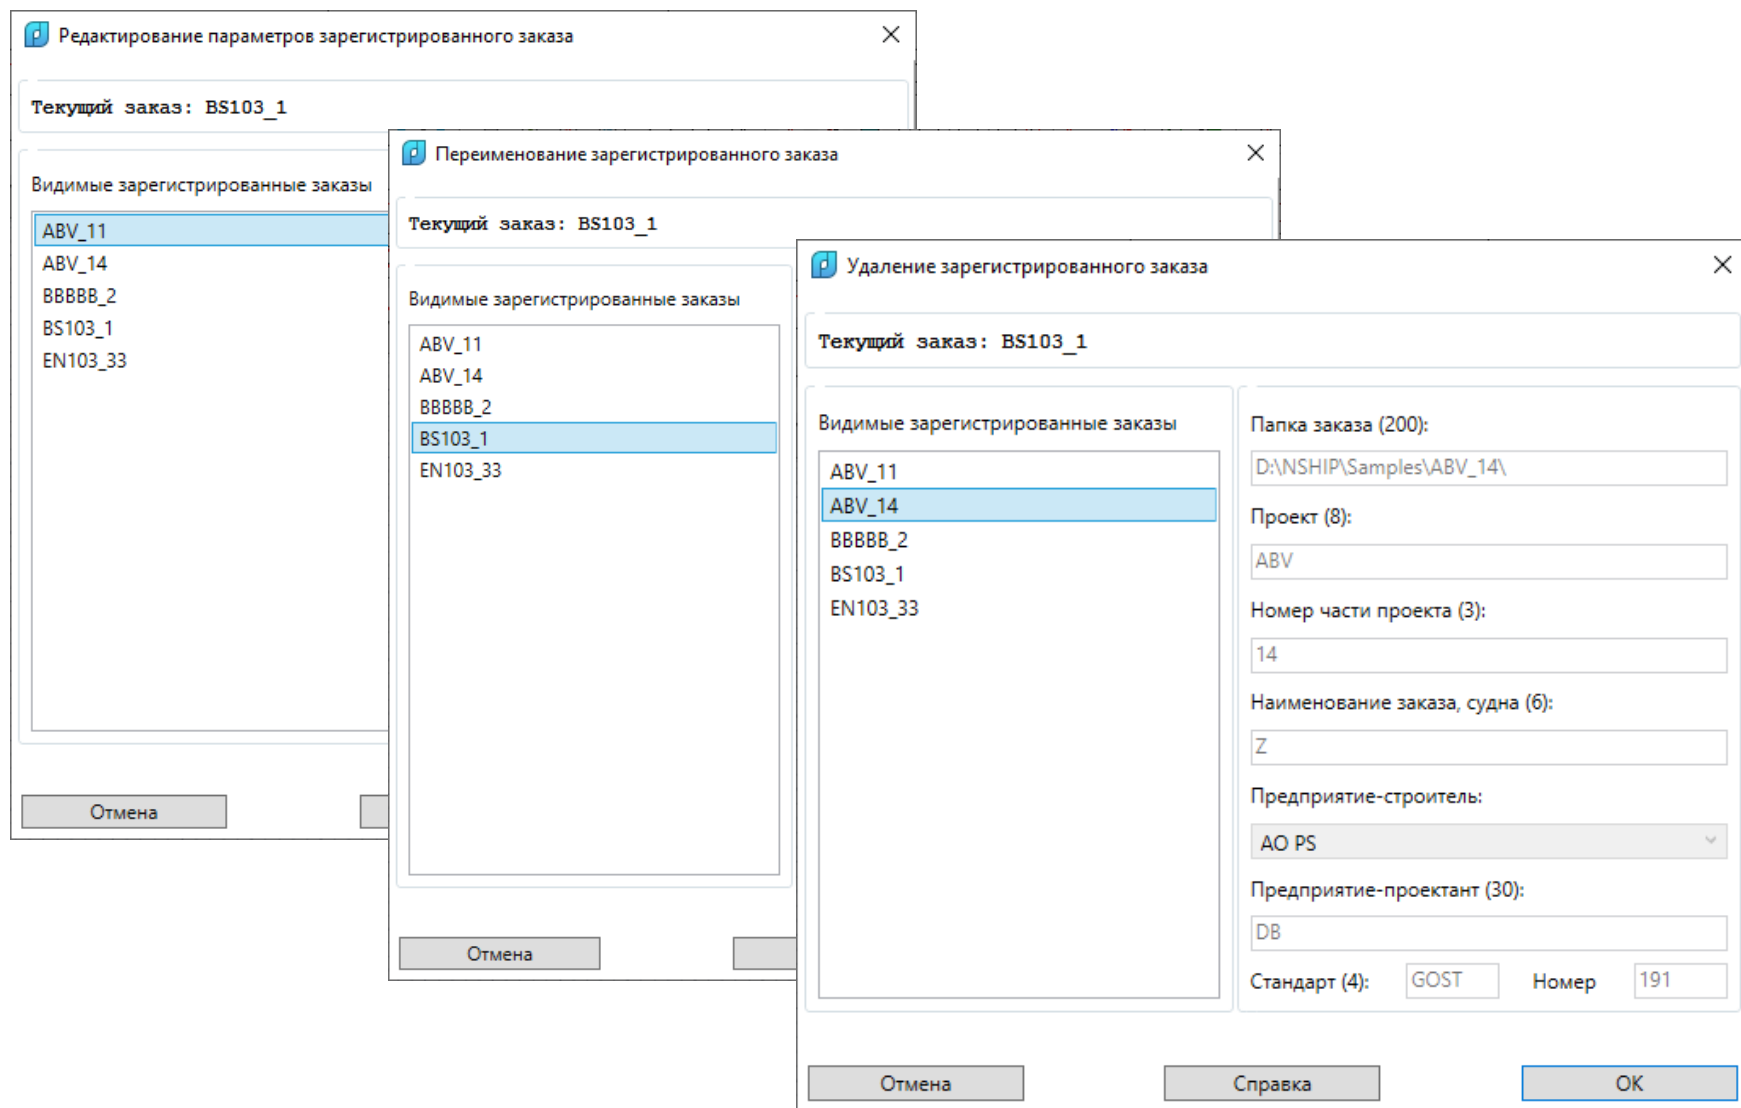 Редактирование параметров зарегистрированного заказа
Текущий заказ: BS103_1
Видимые зарегистрированные заказы
ABV_11
ABV_14
BBBBB_2
BS103_1
EN103_33
Отмена
Переименование зарегистрированного заказа
Текущий заказ: BS103_1
Видимые зарегистрированные заказы
ABV_11
ABV_14
BBBBB_2
BS103_1
EN103_33
Отмена
Удаление зарегистрированного заказа
Текущий заказ: BS103_1
Видимые зарегистрированные заказы
ABV_11
ABV_14
BBBBB_2
BS103_1
EN103_33
Папка заказа (200):
D:\NSHIP\Samples\ABV_14\
Проект (8):
ABV
Номер части проекта (3):
14
Наименование заказа, судна (6):
Z
Предприятие-строитель:
АО PS
Предприятие-проектант (30):
DB
Стандарт (4): GOST Номер 191
Отмена Справка ОК